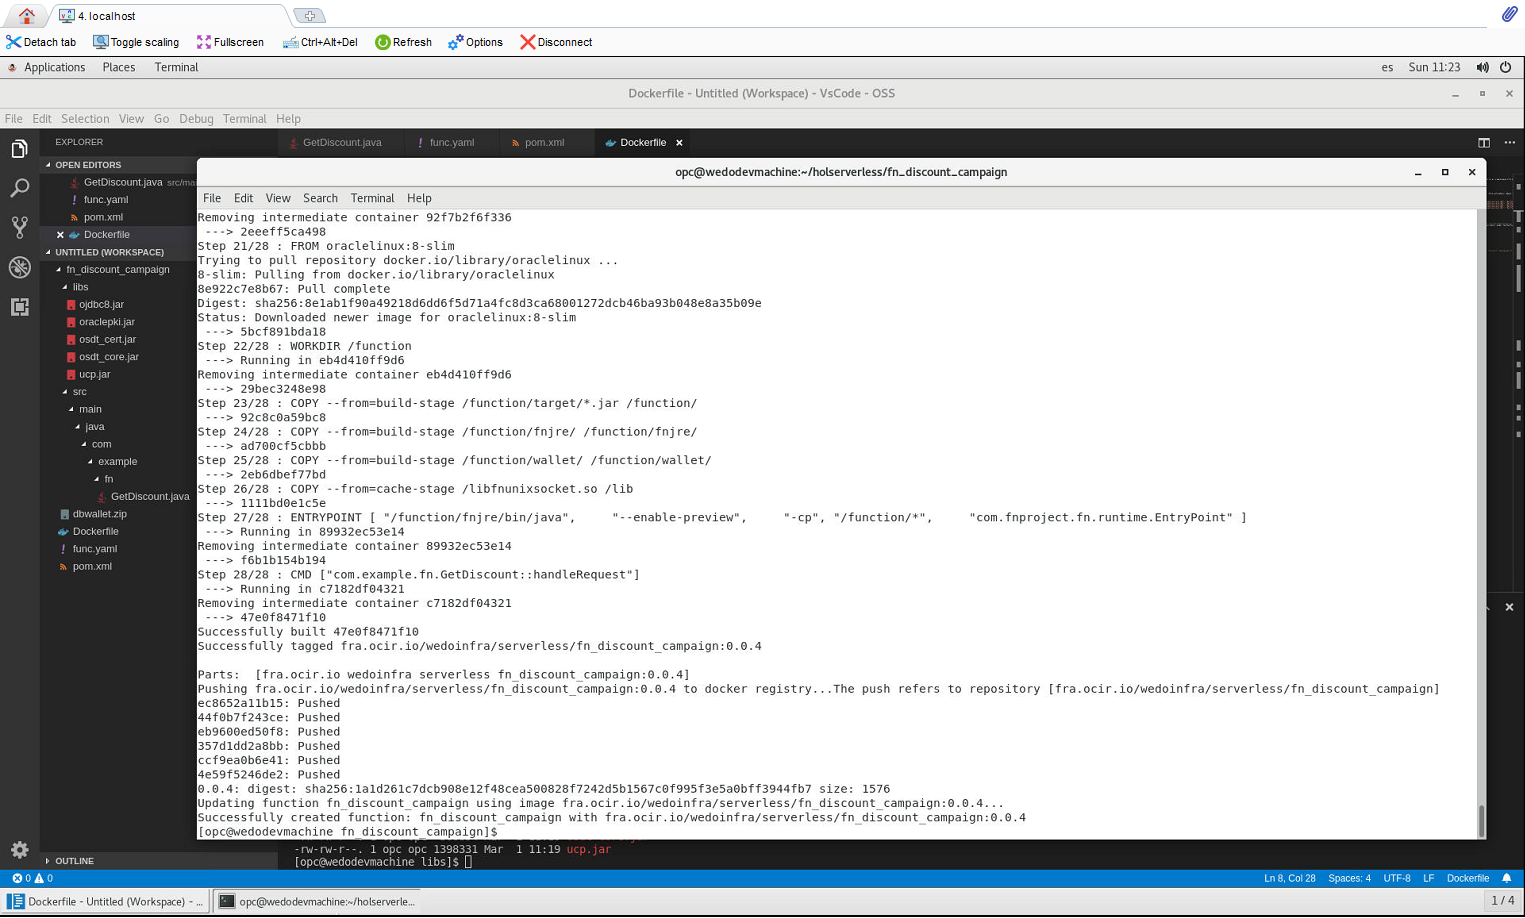 4. localhost
Detach tab
Toggle scaling
Fullscreen
Ctrl+Alt+Del
Refresh
Options
Disconnect
Applications Places Terminal
es Sun 11:23
Dockerfile - Untitled (Workspace) - VsCode - OSS
File Edit Selection View Go Debug Terminal Help
EXPLORER
GetDiscount.java
! func.yaml
pom.xml
Dockerfile
OPEN EDITORS
GetDiscount.java
! func.yaml
pom.xml
Dockerfile
UNTITLED (WORKSPACE)
fn_discount_campaign
libs
ojdbc8.jar
oraclepki.jar
osdt_cert.jar
osdt_core.jar
ucp.jar
src
main
java
com
example
fn
GetDiscount.java
dbwallet.zip
Dockerfile
! func.yaml
pom.xml
OUTLINE
opc@wedodevmachine:~/holserverless/fn_discount_campaign
File Edit View Search Terminal Help
Removing intermediate container 92f7b2f6f336
 ---> 2eeeff5ca498
Step 21/28 : FROM oraclelinux:8-slim
Trying to pull repository docker.io/library/oraclelinux ...
8-slim: Pulling from docker.io/library/oraclelinux
8e922c7e8b67: Pull complete
Digest: sha256:8e1ab1f90a49218d6dd6f5d71a4fc8d3ca68001272dcb46ba93b048e8a35b09e
Status: Downloaded newer image for oraclelinux:8-slim
 ---> 5bcf891bda18
Step 22/28 : WORKDIR /function
 ---> Running in eb4d410ff9d6
Removing intermediate container eb4d410ff9d6
 ---> 29bec3248e98
Step 23/28 : COPY --from=build-stage /function/target/*.jar /function/
 ---> 92c8c0a59bc8
Step 24/28 : COPY --from=build-stage /function/fnjre/ /function/fnjre/
 ---> ad700cf5cbbb
Step 25/28 : COPY --from=build-stage /function/wallet/ /function/wallet/
 ---> 2eb6dbef77bd
Step 26/28 : COPY --from=cache-stage /libfnunixsocket.so /lib
 ---> 1111bd0e1c5e
Step 27/28 : ENTRYPOINT [ "/function/fnjre/bin/java",     "--enable-preview",     "-cp", "/function/*",     "com.fnproject.fn.runtime.EntryPoint" ]
 ---> Running in 89932ec53e14
Removing intermediate container 89932ec53e14
 ---> f6b1b154b194
Step 28/28 : CMD ["com.example.fn.GetDiscount::handleRequest"]
 ---> Running in c7182df04321
Removing intermediate container c7182df04321
 ---> 47e0f8471f10
Successfully built 47e0f8471f10
Successfully tagged fra.ocir.io/wedoinfra/serverless/fn_discount_campaign:0.0.4
Parts:  [fra.ocir.io wedoinfra serverless fn_discount_campaign:0.0.4]
Pushing fra.ocir.io/wedoinfra/serverless/fn_discount_campaign:0.0.4 to docker registry...The push refers to repository [fra.ocir.io/wedoinfra/serverless/fn_discount_campaign]
ec8652a11b15: Pushed
44f0b7f243ce: Pushed
eb9600ed50f8: Pushed
357d1dd2a8bb: Pushed
ccf9ea0b6e41: Pushed
4e59f5246de2: Pushed
0.0.4: digest: sha256:1a1d261c7dcb908e12f48cea500828f7242d5b1567c0f995f3e5a0bff3944fb7 size: 1576
Updating function fn_discount_campaign using image fra.ocir.io/wedoinfra/serverless/fn_discount_campaign:0.0.4...
Successfully created function: fn_discount_campaign with fra.ocir.io/wedoinfra/serverless/fn_discount_campaign:0.0.4
[opc@wedodevmachine fn_discount_campaign]$
-rw-rw-r--. 1 opc opc 1398331 Mar  1 11:19 ucp.jar
[opc@wedodevmachine libs]$
0 0
Ln 8, Col 28 Spaces: 4 UTF-8 LF Dockerfile
Dockerfile - Untitled (Workspace) - ...
opc@wedodevmachine:~/holserverle...
1 / 4